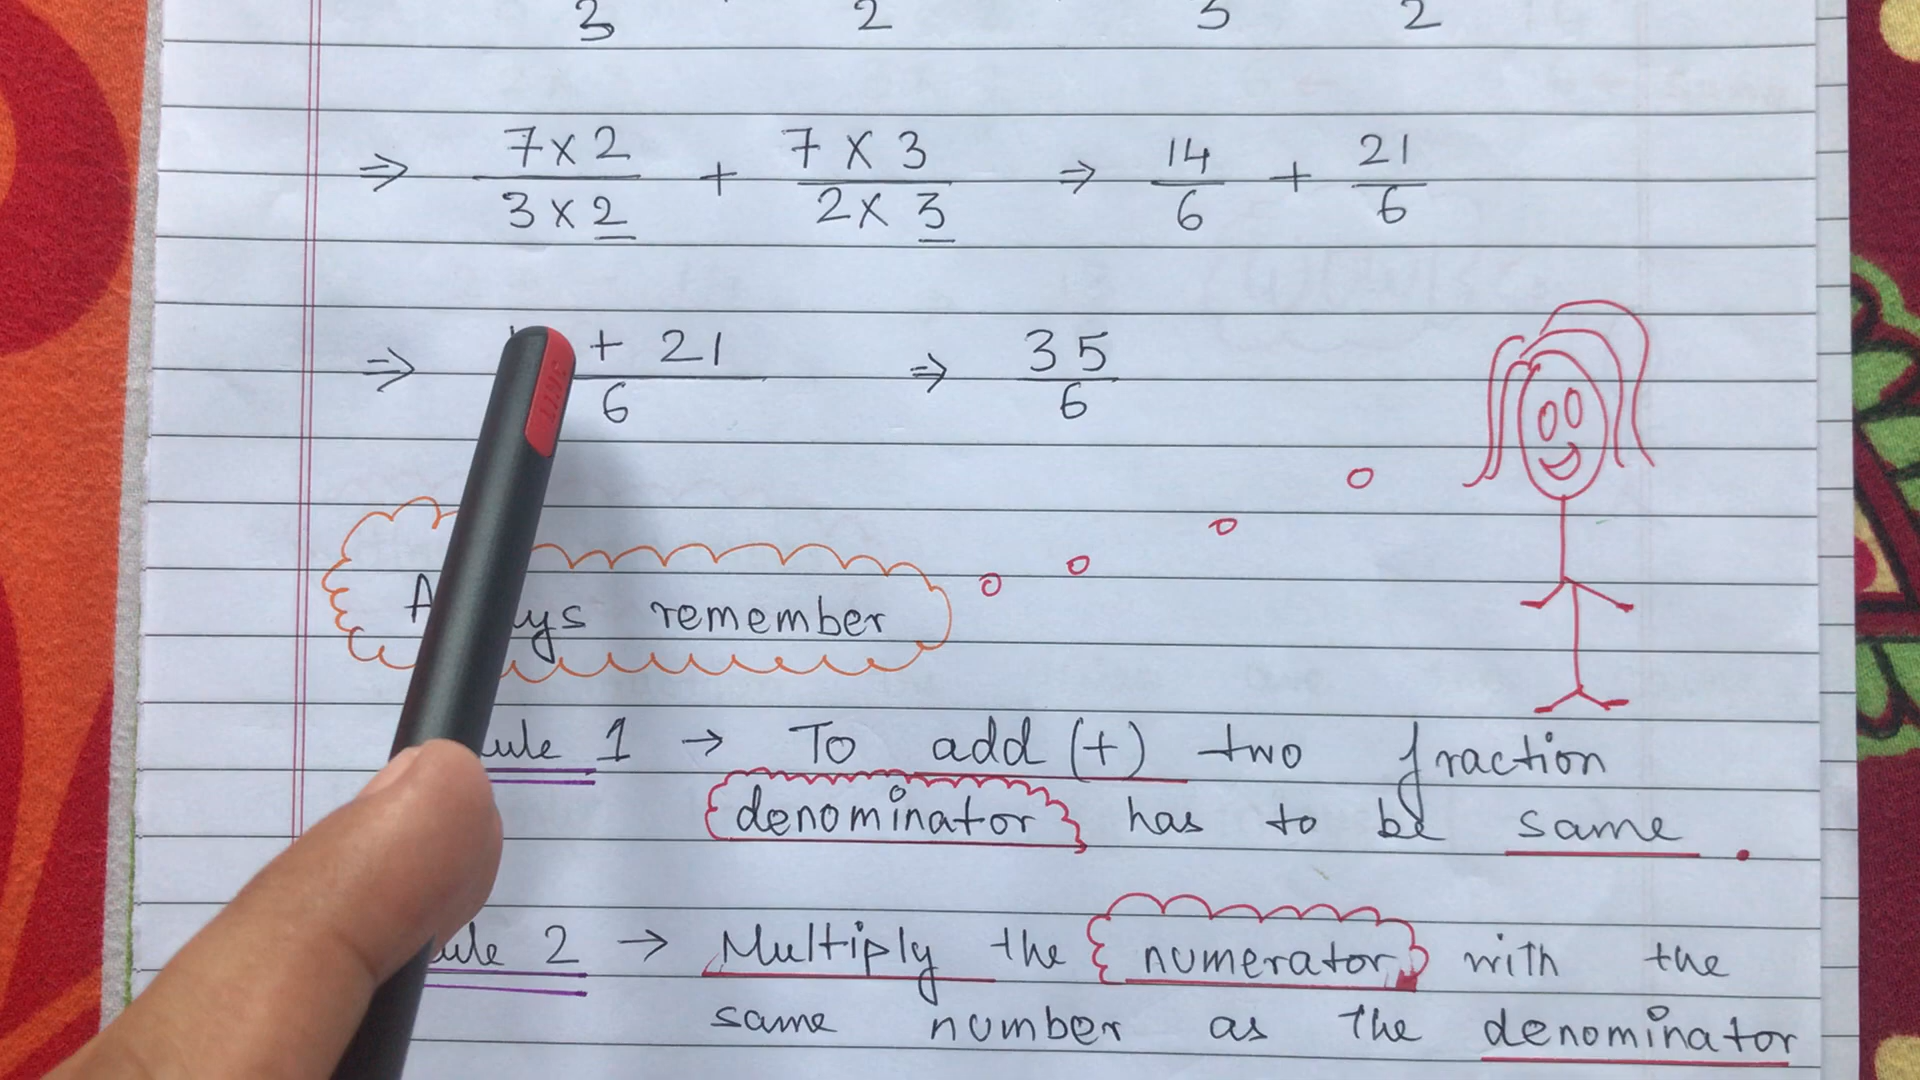 3 2 3 2
⇒ 7 x 2 / 3 x 2 + 7 x 3 / 2 x 3 ⇒ 14/6 + 21/6
⇒ + 21 / 6 ⇒ 35/6
remember
1 → To add (+) two fraction
denominator has to be same.
2 → Multiply the numerator with the
same number as the denominator